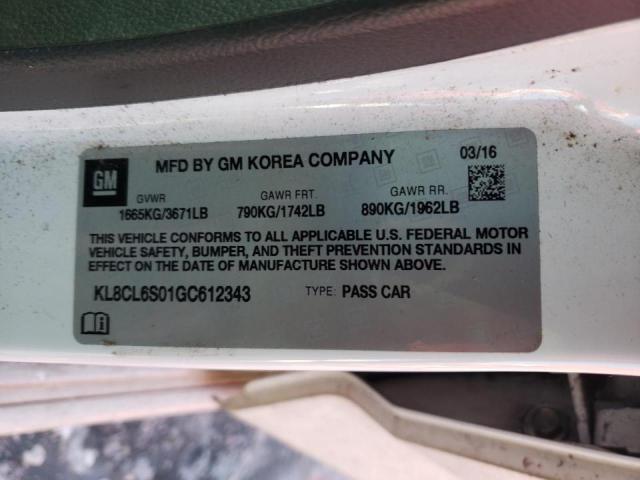 GM
MFD BY GM KOREA COMPANY 03/16
GVWR GAWR FRT. GAWR RR.
1665KG/3671LB 790KG/1742LB 890KG/1962LB
THIS VEHICLE CONFORMS TO ALL APPLICABLE U.S. FEDERAL MOTOR
VEHICLE SAFETY, BUMPER, AND THEFT PREVENTION STANDARDS IN
EFFECT ON THE DATE OF MANUFACTURE SHOWN ABOVE.
KL8CL6S01GC612343 TYPE: PASS CAR